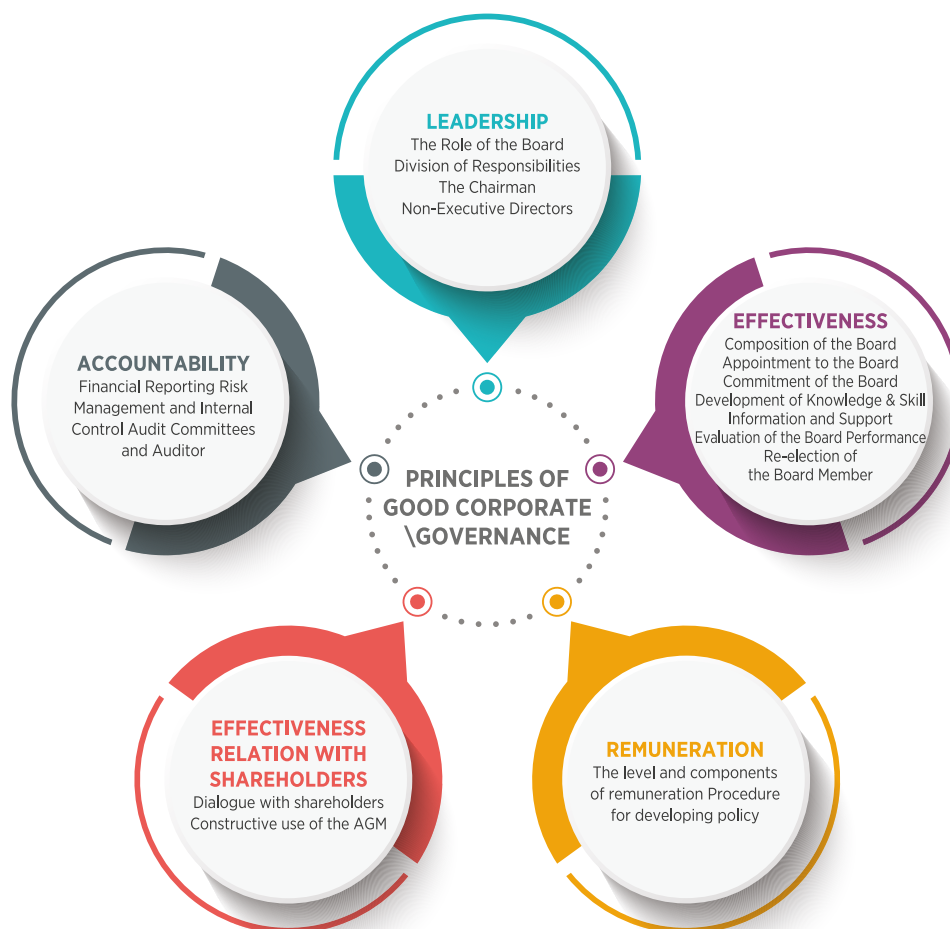 LEADERSHIP
The Role of the Board
Division of Responsibilities
The Chairman
Non-Executive Directors
EFFECTIVENESS
Composition of the Board
Appointment to the Board
Commitment of the Board
Development of Knowledge & Skill
Information and Support
Evaluation of the Board Performance
Re-election of
the Board Member
ACCOUNTABILITY
Financial Reporting Risk
Management and Internal
Control Audit Committees
and Auditor
PRINCIPLES OF
GOOD CORPORATE
\GOVERNANCE
EFFECTIVENESS
RELATION WITH
SHAREHOLDERS
Dialogue with shareholders
Constructive use of the AGM
REMUNERATION
The level and components
of remuneration Procedure
for developing policy